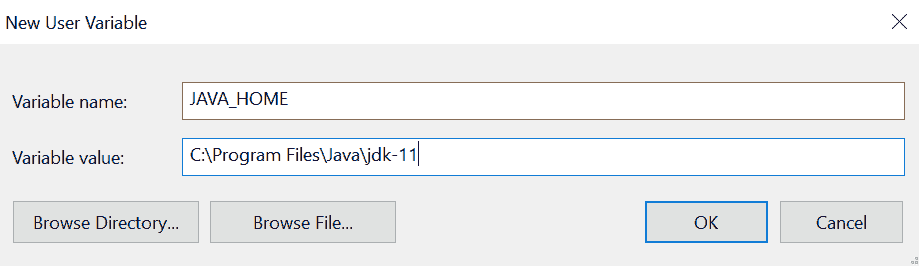 New User Variable
Variable name: JAVA_HOME
Variable value: C:\Program Files\Java\jdk-11
Browse Directory... Browse File... OK Cancel